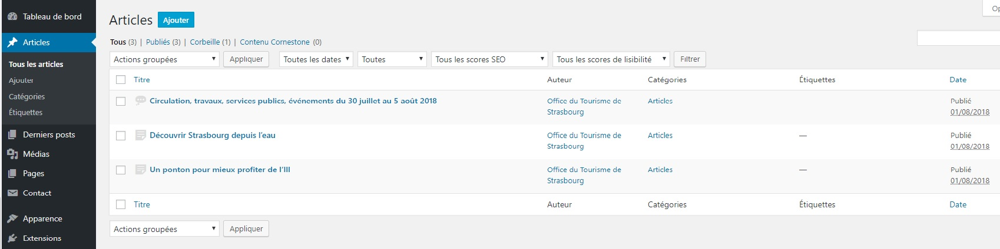 Tableau de bord
Articles
Tous les articles
Ajouter
Catégories
Étiquettes
Derniers posts
Médias
Pages
Contact
Apparence
Extensions
Articles Ajouter
Tous (3) | Publiés (3) | Corbeille (1) | Contenu Cornestone (0)
Actions groupées Appliquer Toutes les dates Toutes Tous les scores SEO Tous les scores de lisibilité Filtrer
Titre Auteur Catégories Étiquettes Date
Circulation, travaux, services publics, événements du 30 juillet au 5 août 2018 Office du Tourisme de Articles Publié
Strasbourg 01/08/2018
Découvrir Strasbourg depuis l'eau Office du Tourisme de Articles — Publié
Strasbourg 01/08/2018
Un ponton pour mieux profiter de l'Ill Office du Tourisme de Articles — Publié
Strasbourg 01/08/2018
Titre Auteur Catégories Étiquettes Date
Actions groupées Appliquer